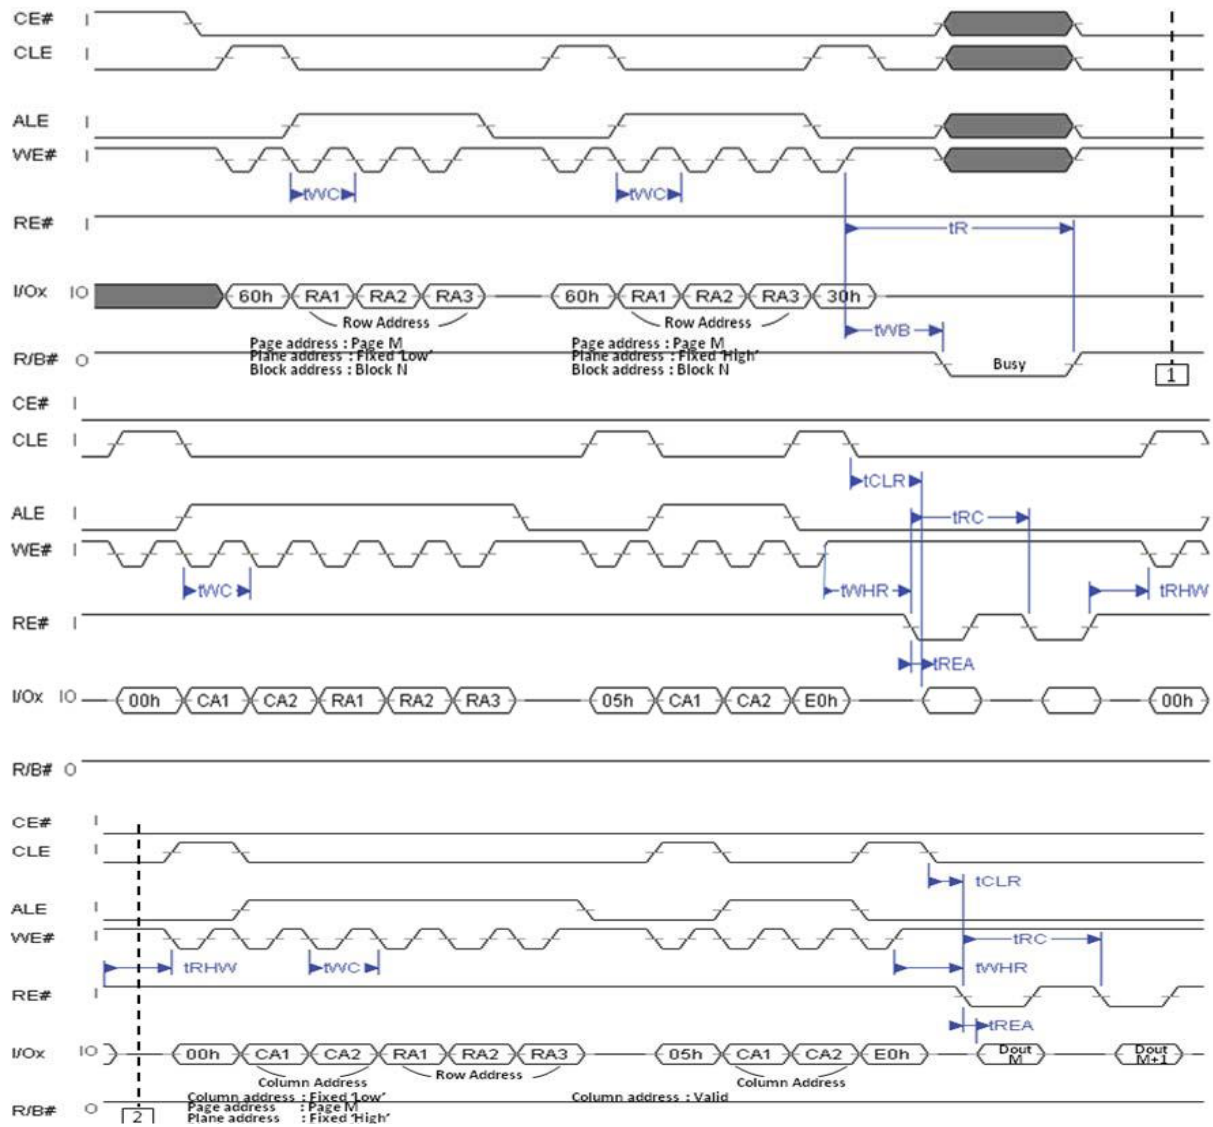 CE# I
CLE I
ALE I
WE# I
tWC tWC
RE# I
tR
I/Ox IO 60h RA1 RA2 RA3 60h RA1 RA2 RA3 30h
Row Address Row Address
tWB
Page address : Page M
Plane address : Fixed 'Low'
Block address : Block N
Page address : Page M
Plane address : Fixed 'High'
Block address : Block N
R/B# O Busy
1
CE# I
CLE I
tCLR
ALE I
tRC
WE# I
tWC tWHR tRHW
RE# I
tREA
I/Ox IO 00h CA1 CA2 RA1 RA2 RA3 05h CA1 CA2 E0h 00h
R/B# O
CE# I
CLE I
tCLR
ALE I
WE# I
tRC
tRHW tWC tWHR
RE# I
tREA
I/Ox IO 00h CA1 CA2 RA1 RA2 RA3 05h CA1 CA2 E0h Dout M Dout M+1
Column Address Row Address Column Address
Column address : Fixed 'Low'
Page address : Page M
Plane address : Fixed 'High'
Column address : Valid
R/B# O
2